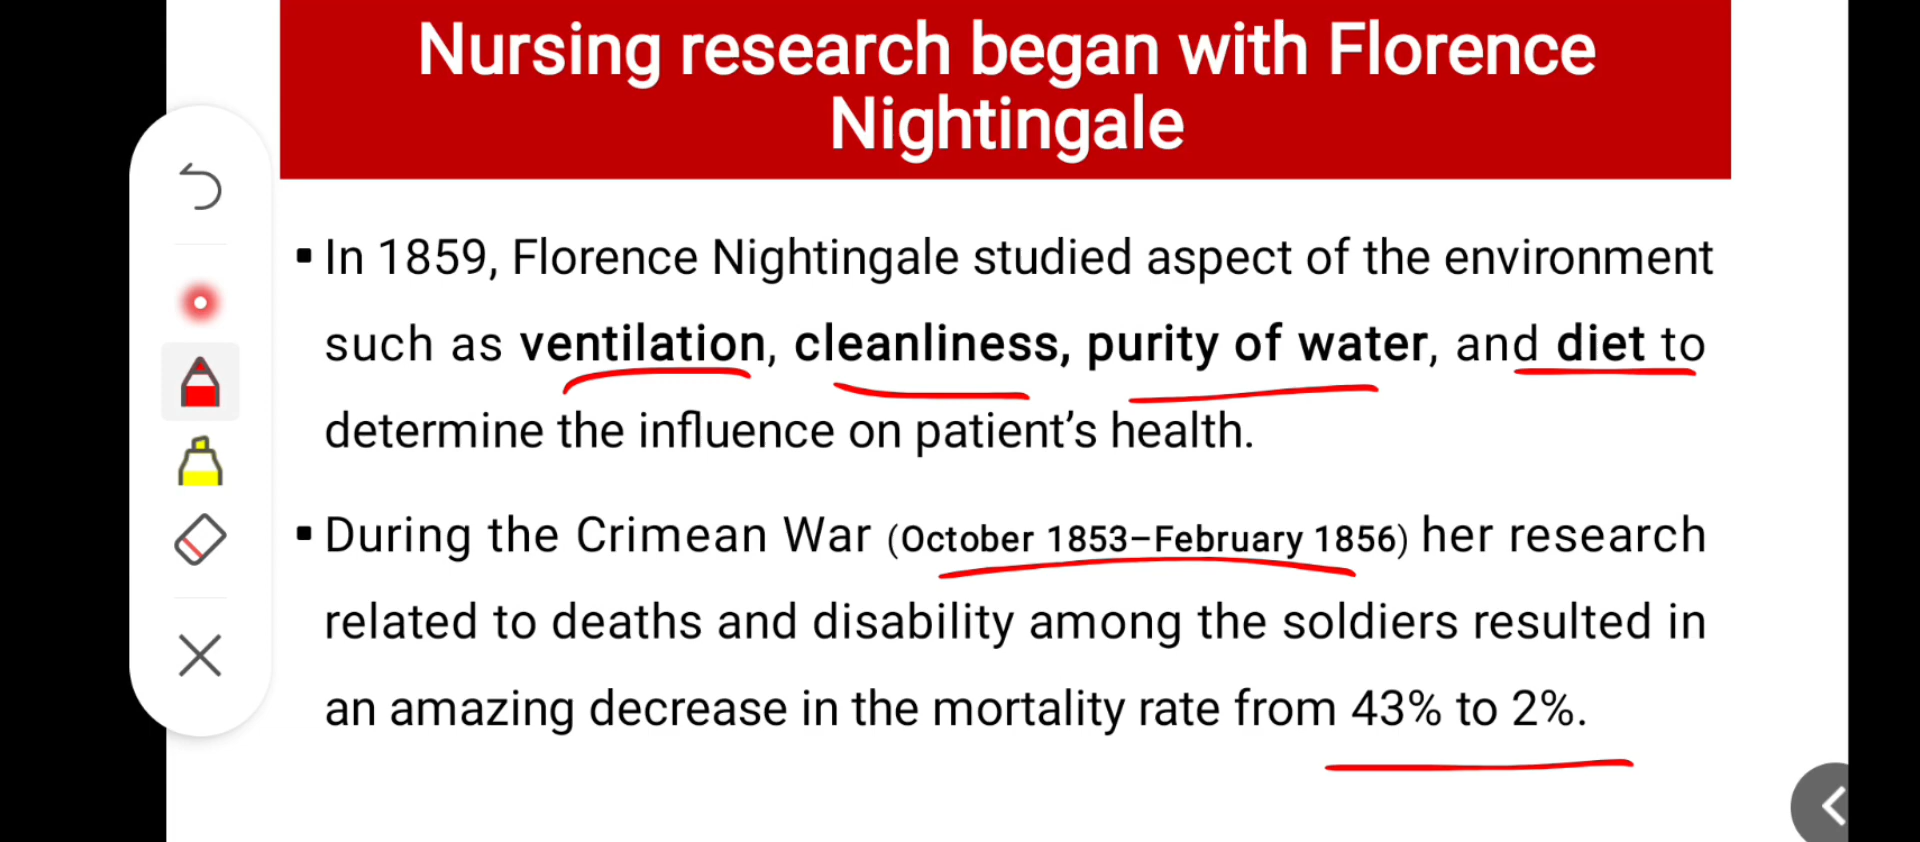 Nursing research began with Florence
Nightingale
▪ In 1859, Florence Nightingale studied aspect of the environment
such as ventilation, cleanliness, purity of water, and diet to
determine the influence on patient’s health.
▪ During the Crimean War (October 1853–February 1856) her research
related to deaths and disability among the soldiers resulted in
an amazing decrease in the mortality rate from 43% to 2%.